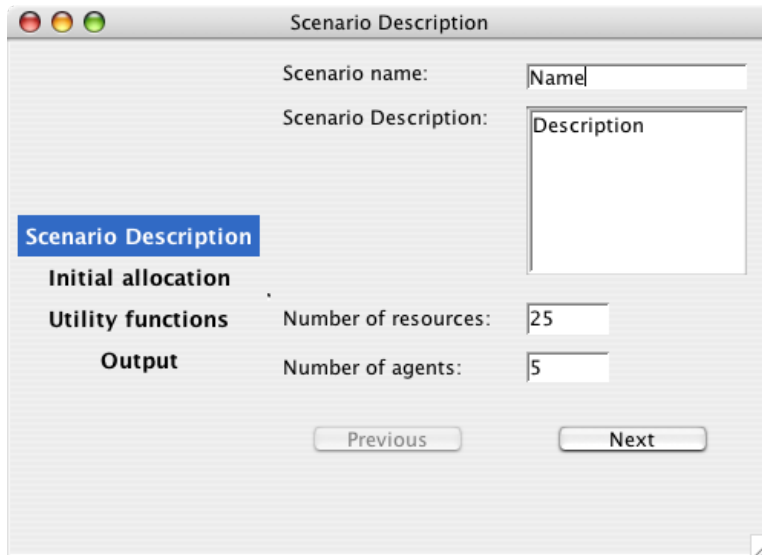 Scenario Description
Scenario name: Name
Scenario Description: Description
Scenario Description
Initial allocation
Utility functions
Output
Number of resources: 25
Number of agents: 5
Previous Next